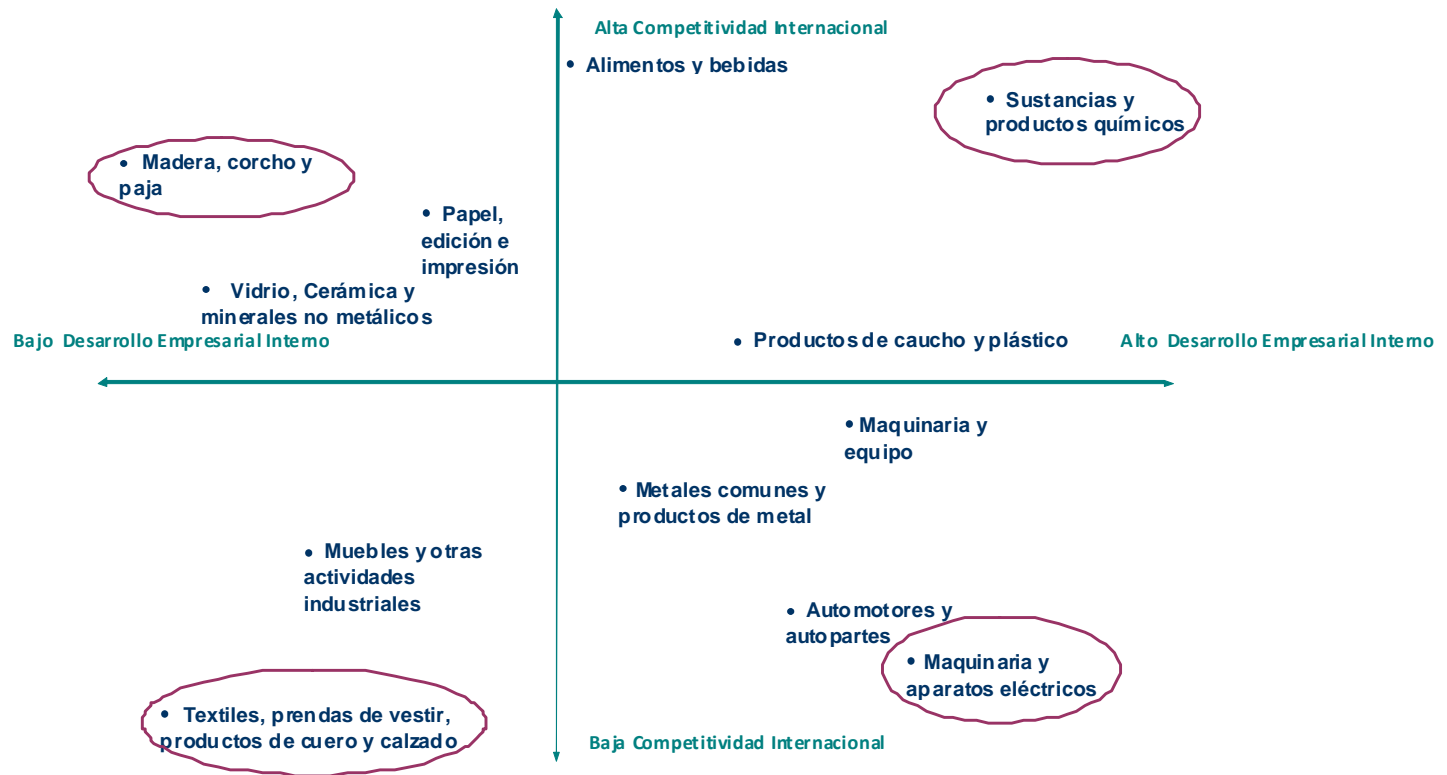 Alta Competitividad Internacional
• Alimentos y bebidas
• Sustancias y
productos químicos
• Madera, corcho y
paja
• Papel,
edición e
impresión
• Vidrio, Cerámica y
minerales no metálicos
Bajo Desarrollo Empresarial Interno
• Productos de caucho y plástico
Alto Desarrollo Empresarial Interno
• Maquinaria y
equipo
• Metales comunes y
productos de metal
• Muebles y otras
actividades
industriales
• Automotores y
autopartes
• Maquinaria y
aparatos eléctricos
• Textiles, prendas de vestir,
productos de cuero y calzado
Baja Competitividad Internacional